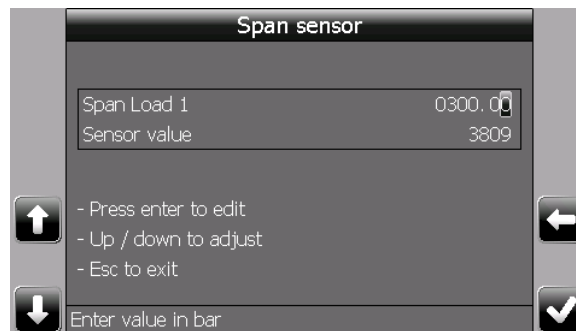 Span sensor
Span Load 1 0300.00
Sensor value 3809
- Press enter to edit
- Up / down to adjust
- Esc to exit
Enter value in bar